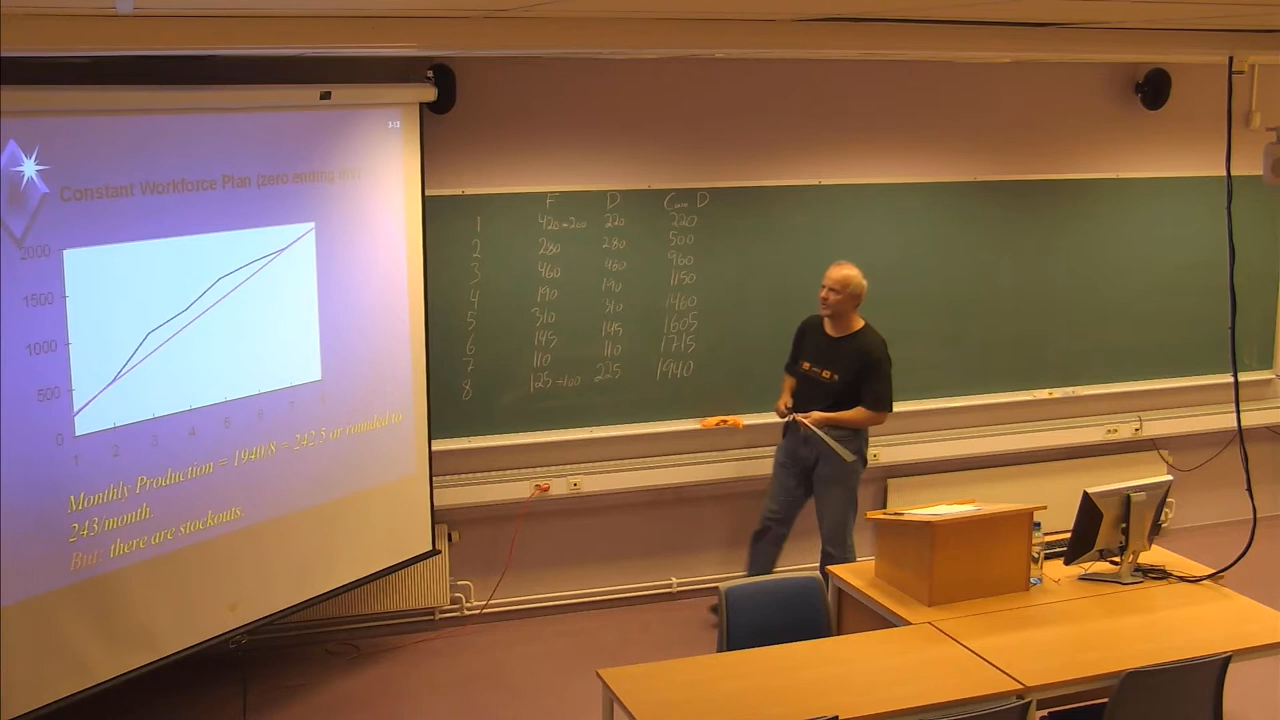 3-13
Constant Workforce Plan (zero ending inv)
2000
1500
1000
500
0
1 2 3 4 5 6 7
Monthly Production = 1940/8 = 242.5 or rounded to
243/month.
But: there are stockouts.
F D Cum D
1 420-200 220 220
2 280 280 500
3 460 460 960
4 190 190 1150
5 310 310 1460
6 145 145 1605
7 110 110 1715
8 125+100 225 1940